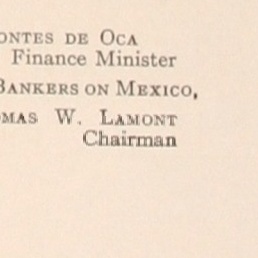 ONTES DE OCA
Finance Minister
BANKERS ON MEXICO,
MAS W. LAMONT
Chairman